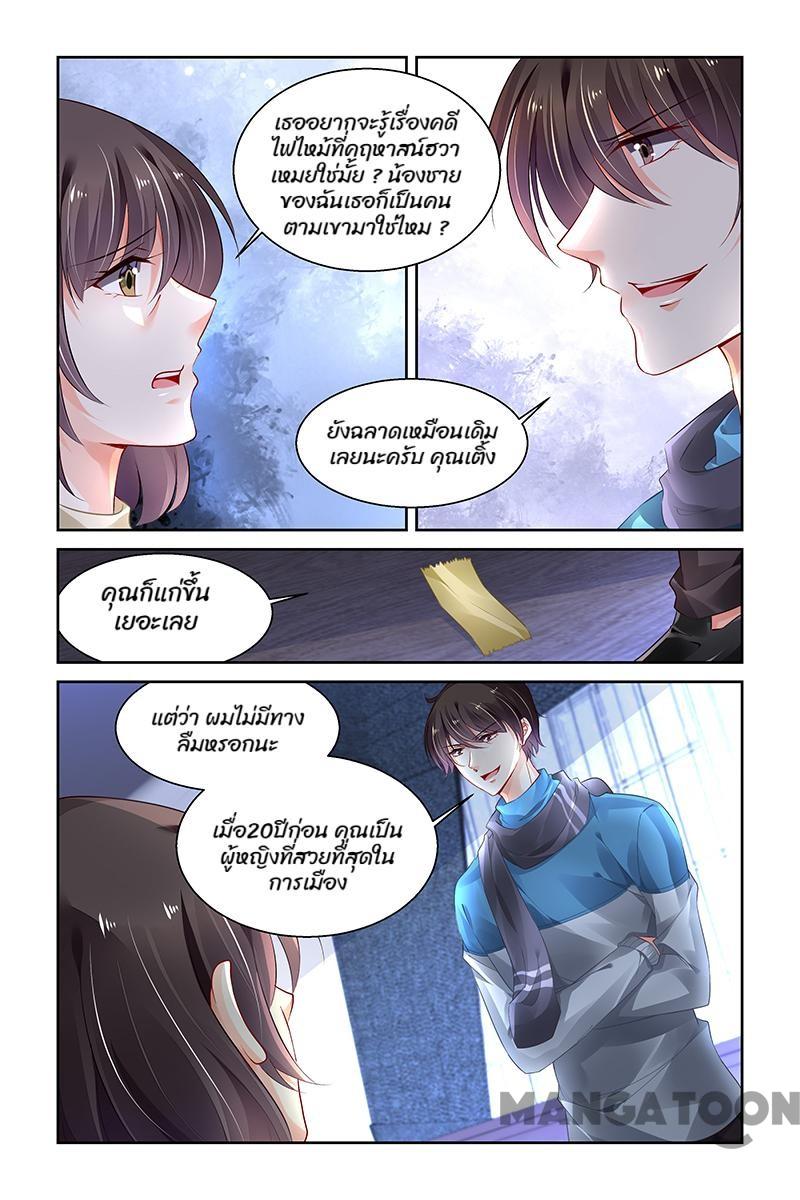 เธออยากจะรู้เรื่องคดี
ไฟไหม้ที่คฤหาสน์ฮวา
เหมยใช่มั้ย ? น้องชาย
ของฉันเธอก็เป็นคน
ตามเขามาใช่ไหม ?
ยังฉลาดเหมือนเดิม
เลยนะครับ คุณเติ้ง
คุณก็แก่ขึ้น
เยอะเลย
แต่ว่า ผมไม่มีทาง
ลืมหรอกนะ
เมื่อ20ปีก่อน คุณเป็น
ผู้หญิงที่สวยที่สุดใน
การเมือง
MANGATOON